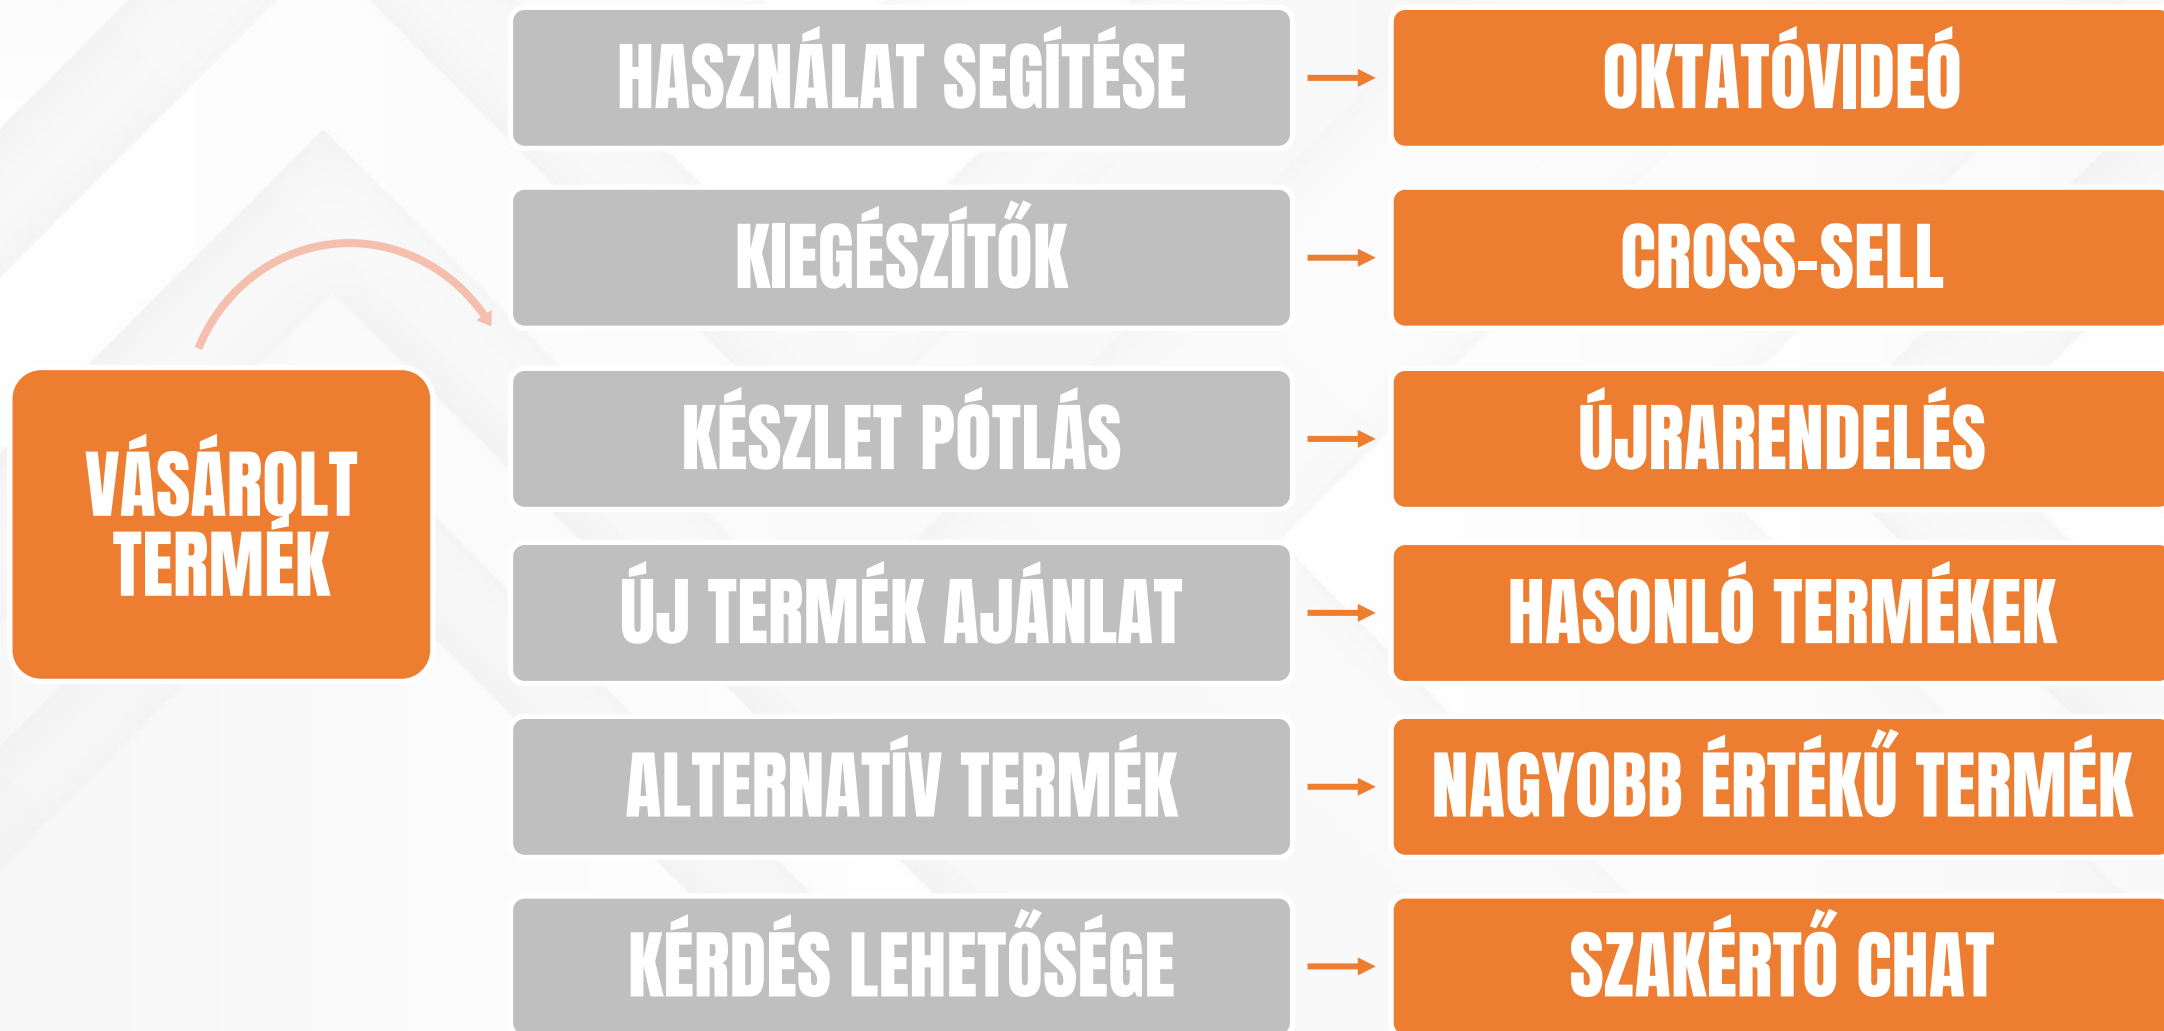 HASZNÁLAT SEGÍTÉSE
OKTATÓVIDEÓ
KIEGÉSZÍTŐK
CROSS-SELL
KÉSZLET PÓTLÁS
ÚJRARENDELÉS
VÁSÁROLT
TERMÉK
ÚJ TERMÉK AJÁNLAT
HASONLÓ TERMÉKEK
ALTERNATÍV TERMÉK
NAGYOBB ÉRTÉKŰ TERMÉK
KÉRDÉS LEHETŐSÉGE
SZAKÉRTŐ CHAT